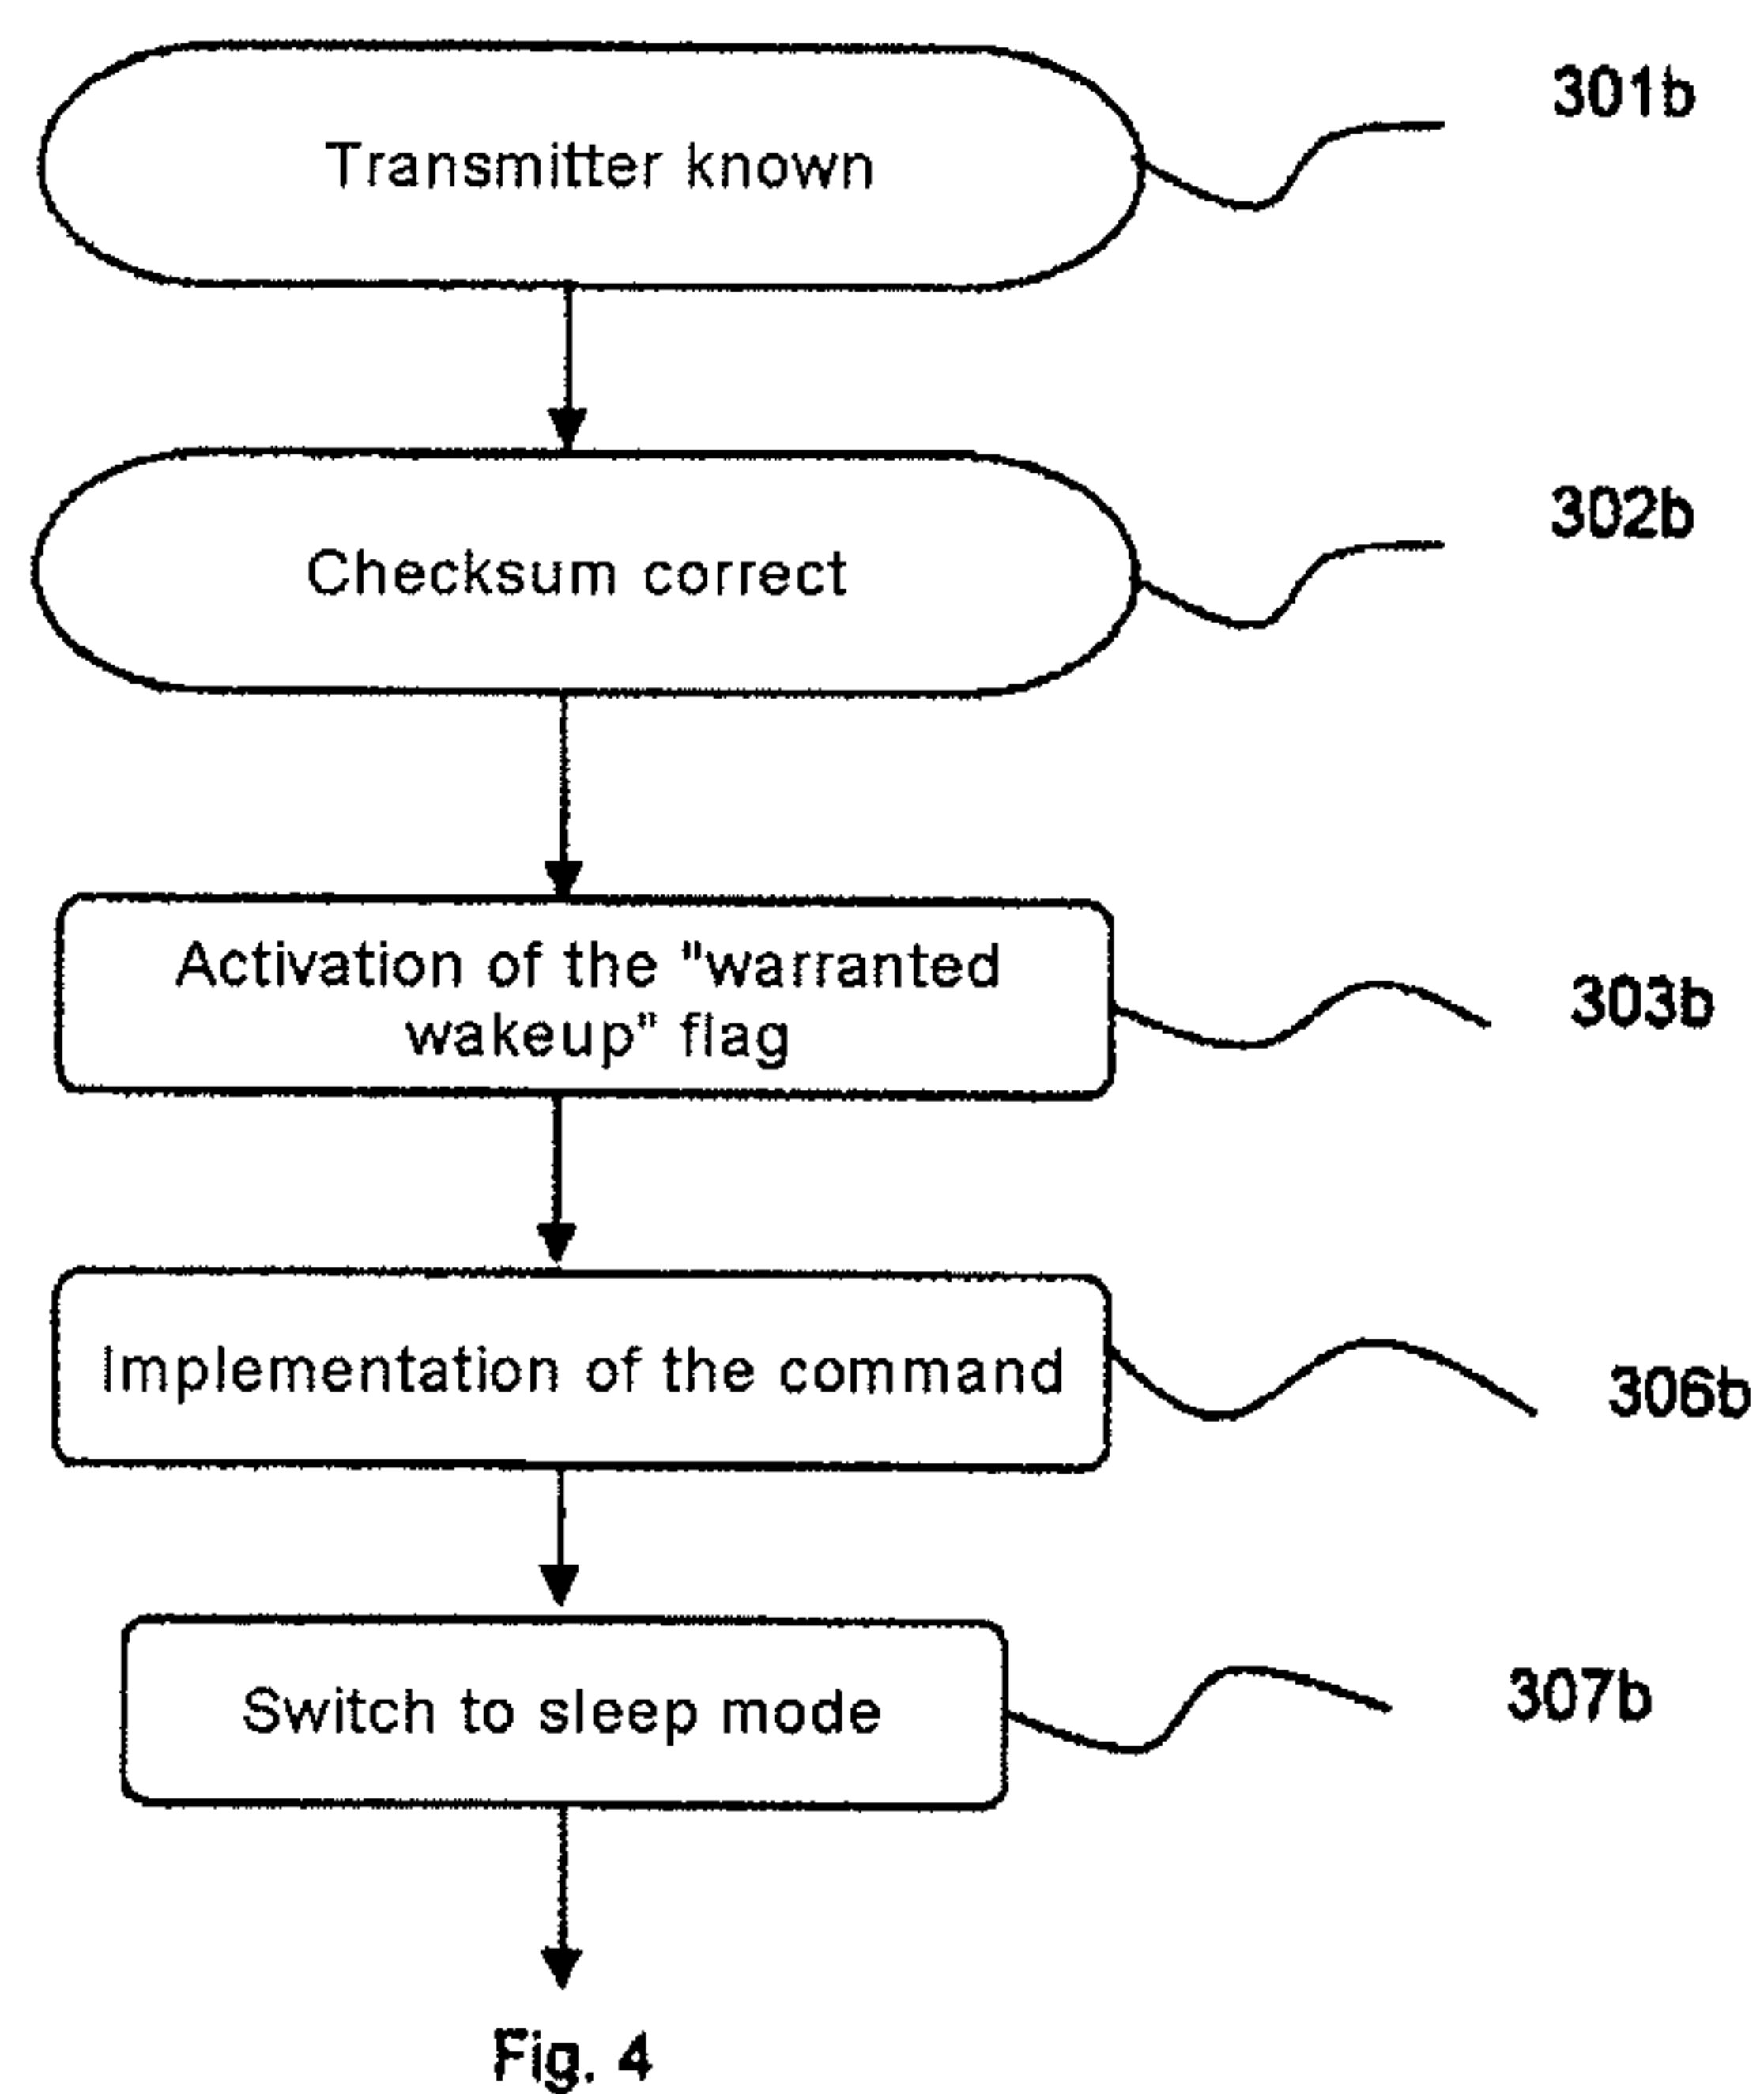 Transmitter known
301b
Checksum correct
302b
Activation of the "warranted
wakeup" flag
303b
Implementation of the command
306b
Switch to sleep mode
307b
Fig. 4